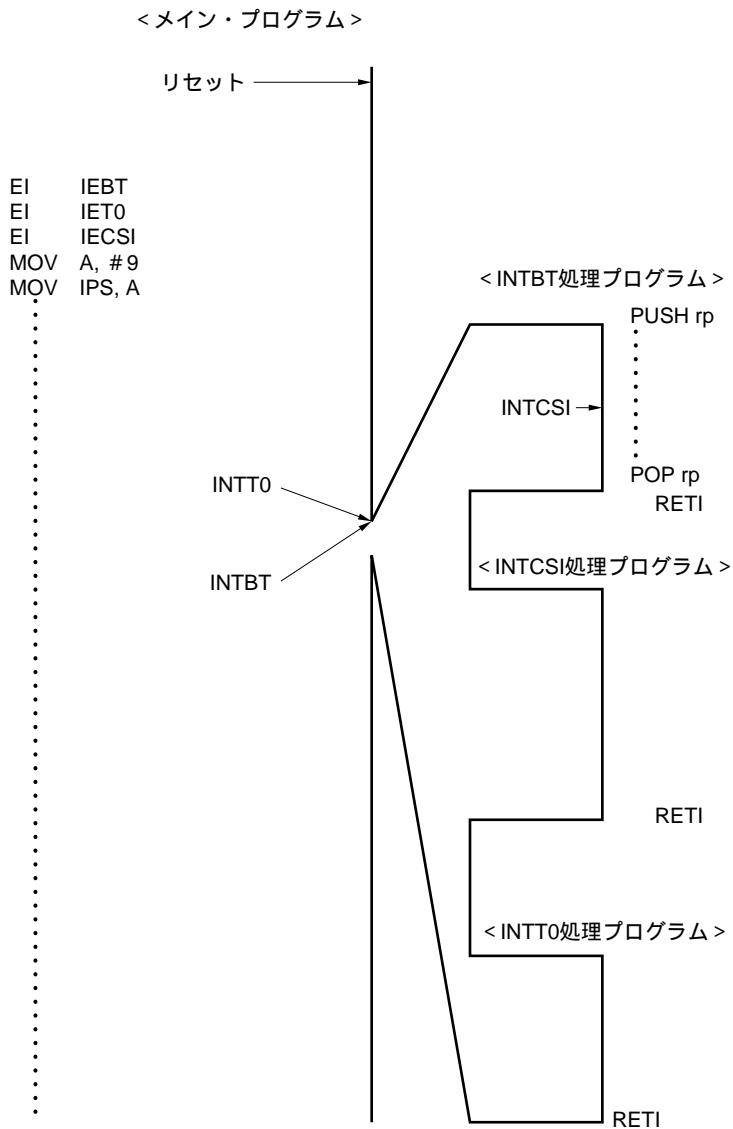 <メイン・プログラム>
リセット
EI IEBT
EI IET0
EI IECSI
MOV A, #9
MOV IPS, A
<INTBT処理プログラム>
PUSH rp
INTCSI
POP rp
RETI
INTT0
INTBT
<INTCSI処理プログラム>
RETI
<INTT0処理プログラム>
RETI